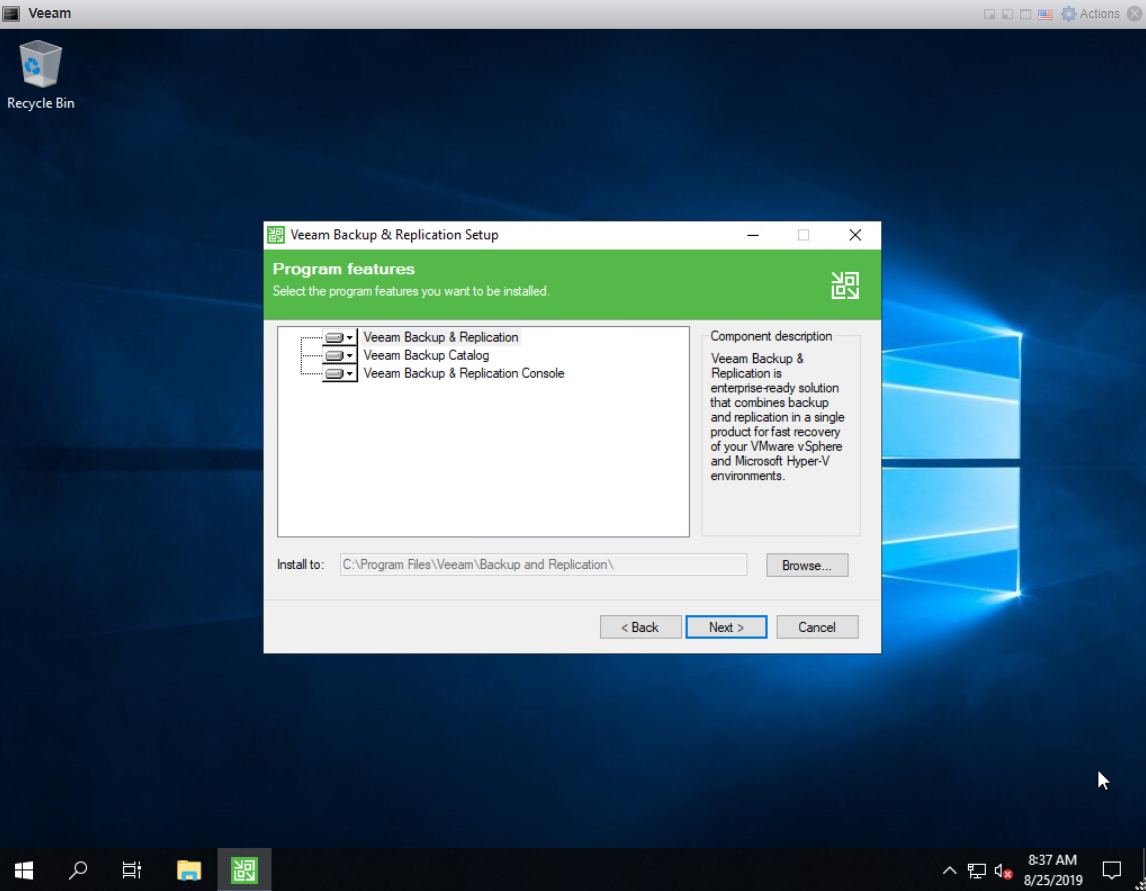 Veeam
Actions
Recycle Bin
Veeam Backup & Replication Setup
Program features
Select the program features you want to be installed.
Veeam Backup & Replication
Veeam Backup Catalog
Veeam Backup & Replication Console
Component description
Veeam Backup &
Replication is
enterprise-ready solution
that combines backup
and replication in a single
product for fast recovery
of your VMware vSphere
and Microsoft Hyper-V
environments.
Install to:
C:\Program Files\Veeam\Backup and Replication\
Browse...
< Back
Next >
Cancel
8:37 AM
8/25/2019